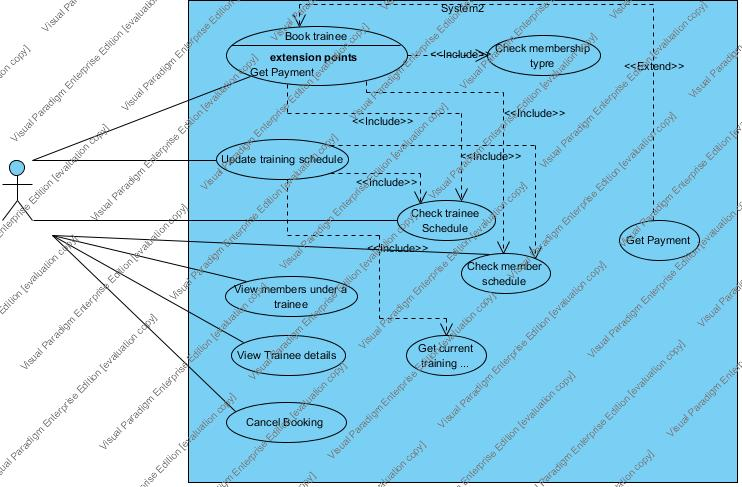 System2
Book trainee
extension points
Get Payment
<<Include>>
Check membership
typre
<<Extend>>
<<Include>>
<<Include>>
Update training schedule
<<Include>>
<<Include>>
Check trainee
Schedule
Get Payment
<<Include>>
Check member
schedule
View members under a
trainee
View Trainee details
Get current
training ...
Cancel Booking
Visual Paradigm Enterprise Edition [evaluation copy]